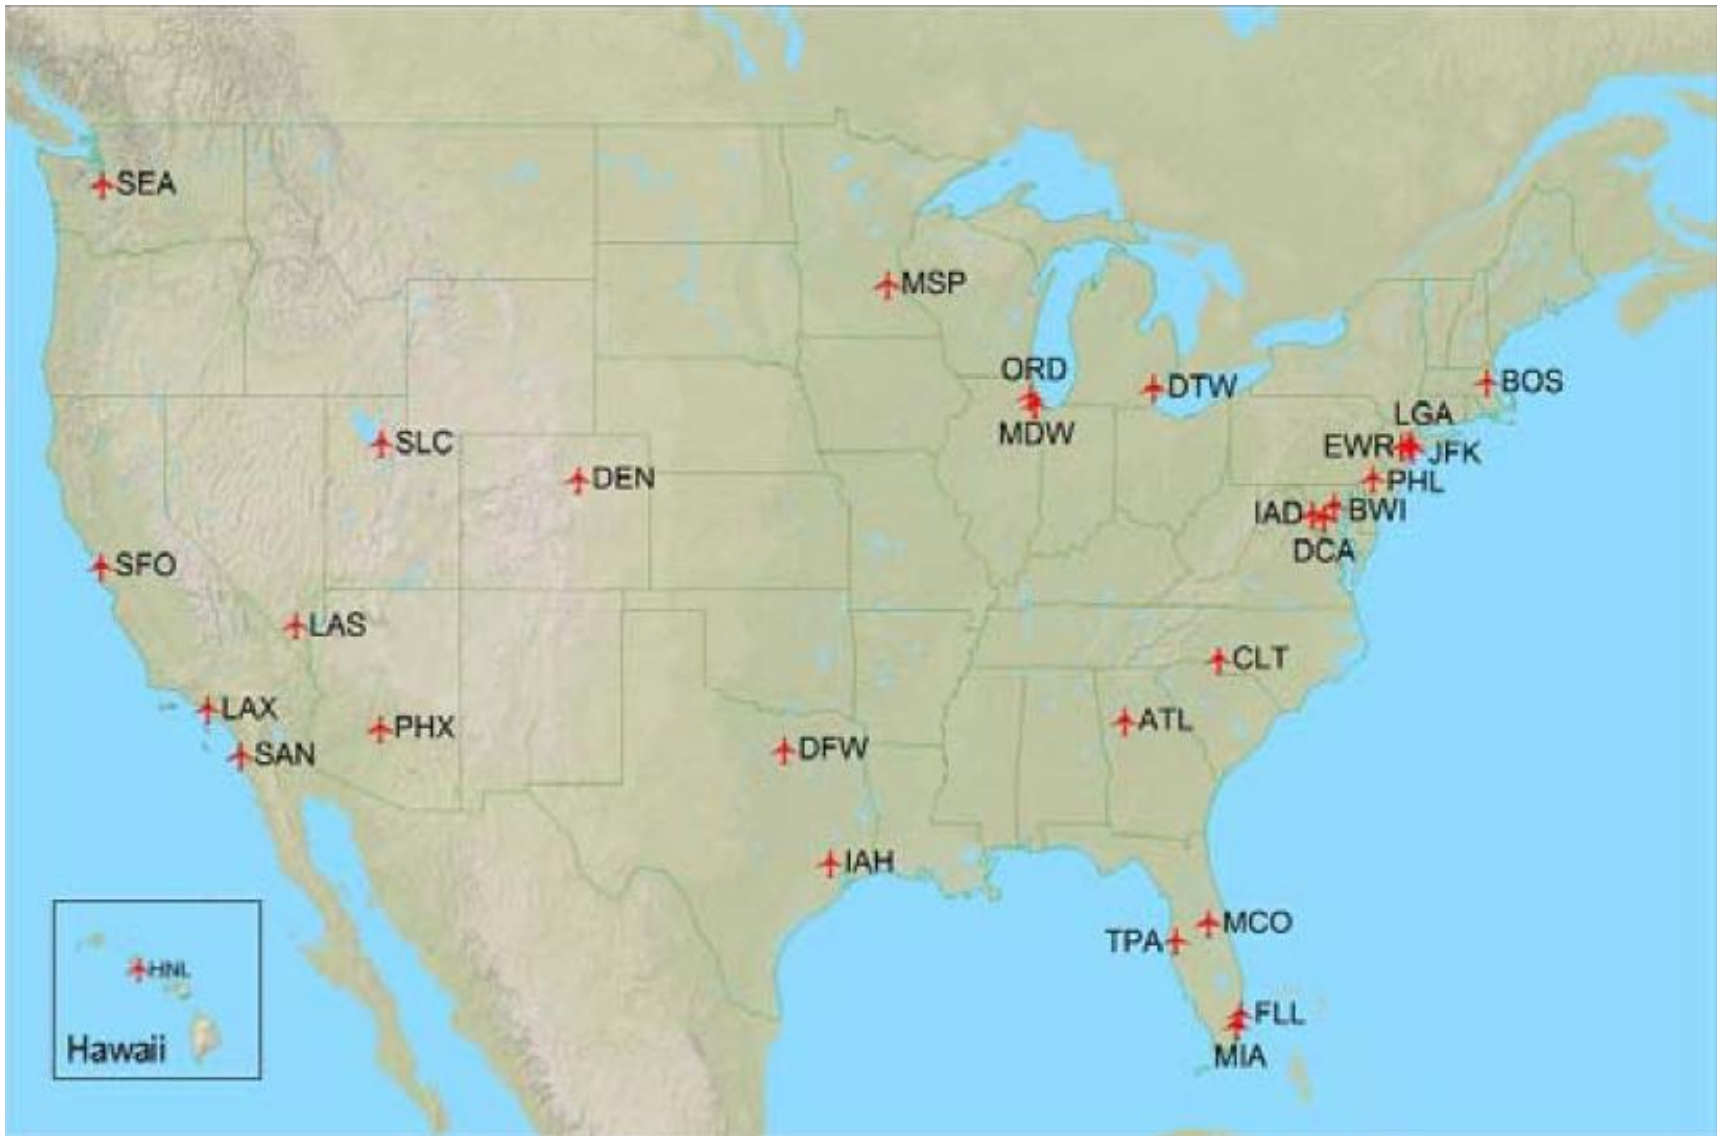 SEA
MSP
ORD
DTW
BOS
LGA
MDW
SLC
EWR
JFK
DEN
PHL
IAD
BWI
DCA
SFO
LAS
CLT
LAX
ATL
PHX
SAN
DFW
IAH
MCO
TPA
HNL
FLL
Hawaii
MIA